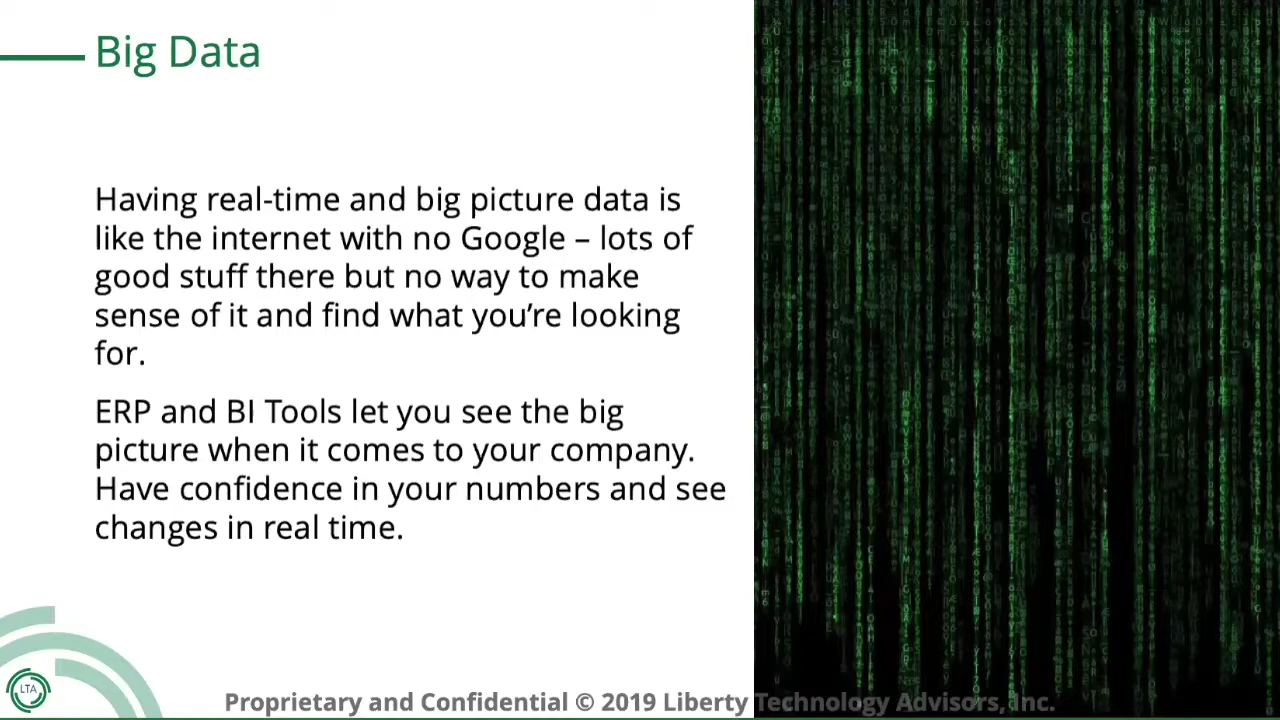 Big Data
Having real-time and big picture data is
like the internet with no Google – lots of
good stuff there but no way to make
sense of it and find what you’re looking
for.
ERP and BI Tools let you see the big
picture when it comes to your company.
Have confidence in your numbers and see
changes in real time.
LTA
Proprietary and Confidential © 2019 Liberty Technology Advisors, Inc.